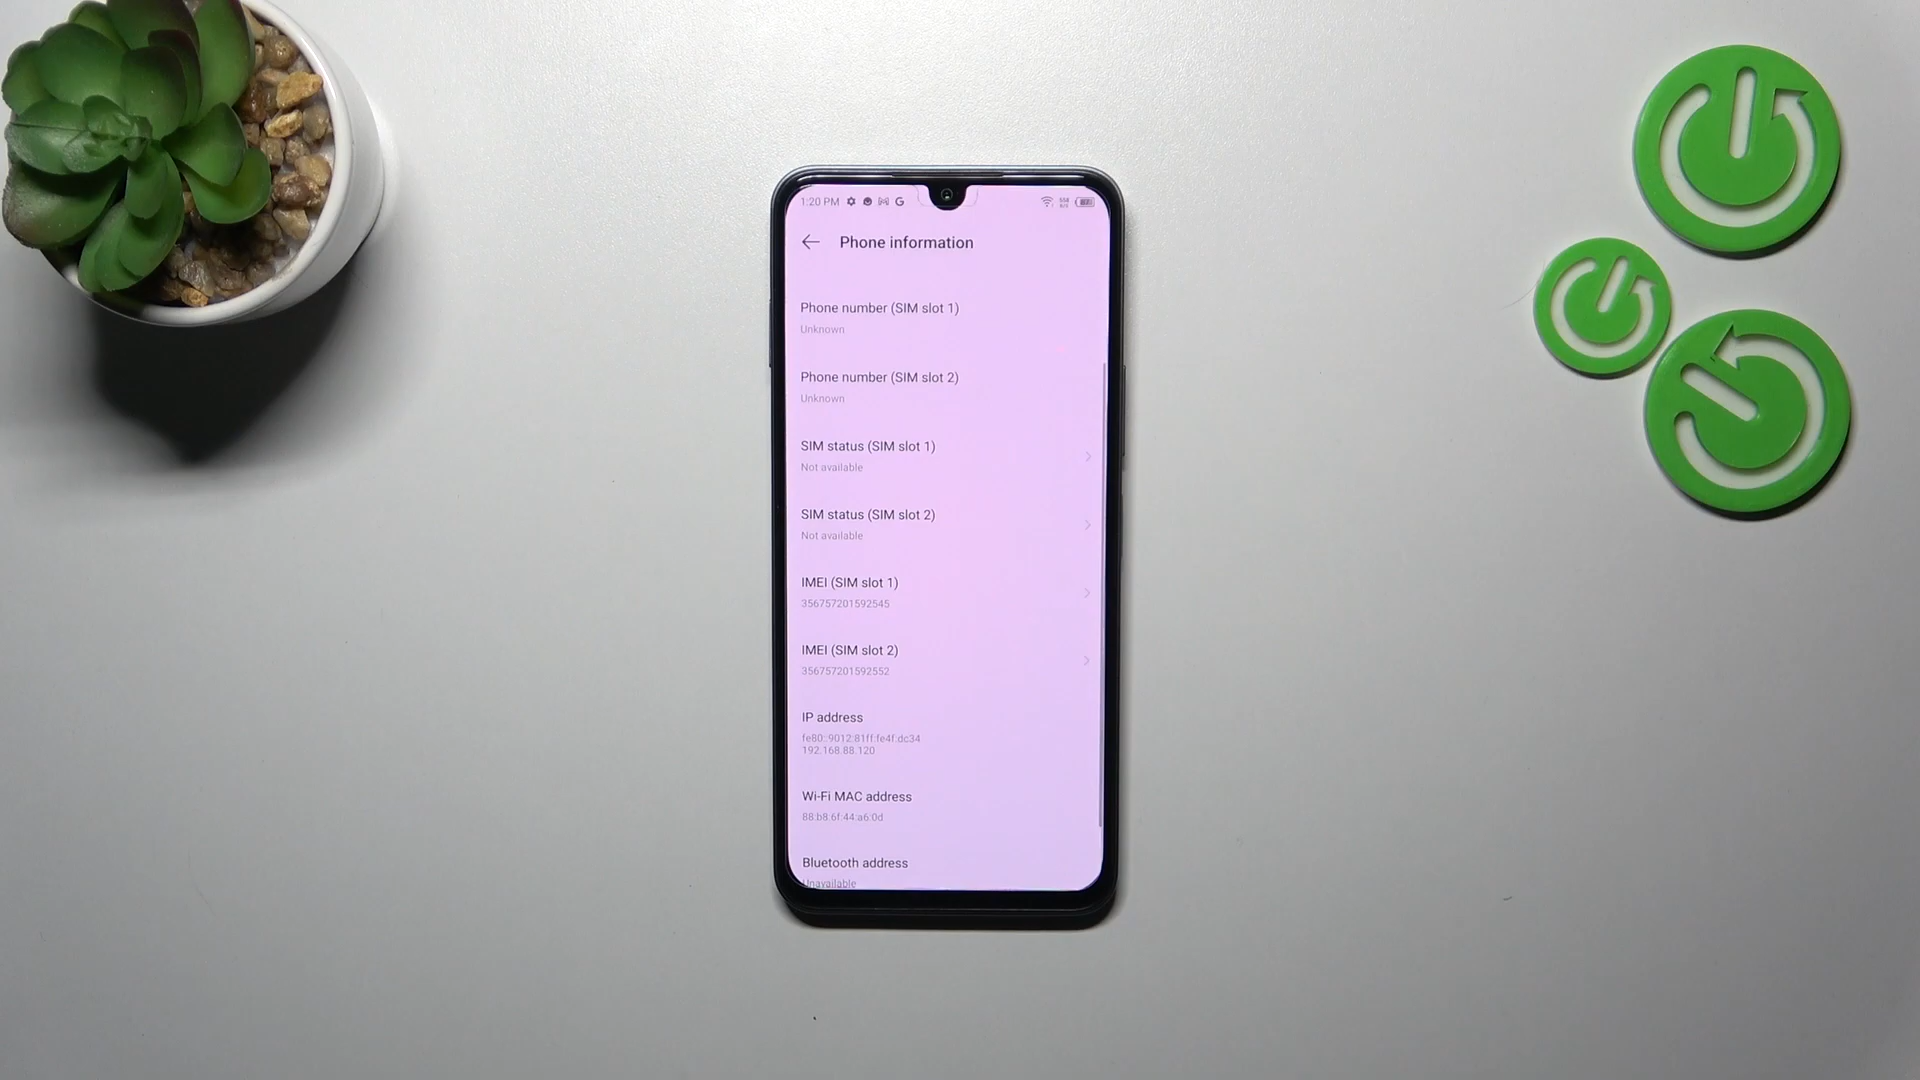 1:20 PM
Phone information
Phone number (SIM slot 1)
Unknown
Phone number (SIM slot 2)
Unknown
SIM status (SIM slot 1)
Not available
SIM status (SIM slot 2)
Not available
IMEI (SIM slot 1)
356757201592545
IMEI (SIM slot 2)
356757201592552
IP address
fe80::9012:81ff:fe4f:dc34
192.168.88.120
Wi-Fi MAC address
88:b8:6f:44:a6:0d
Bluetooth address
Unavailable